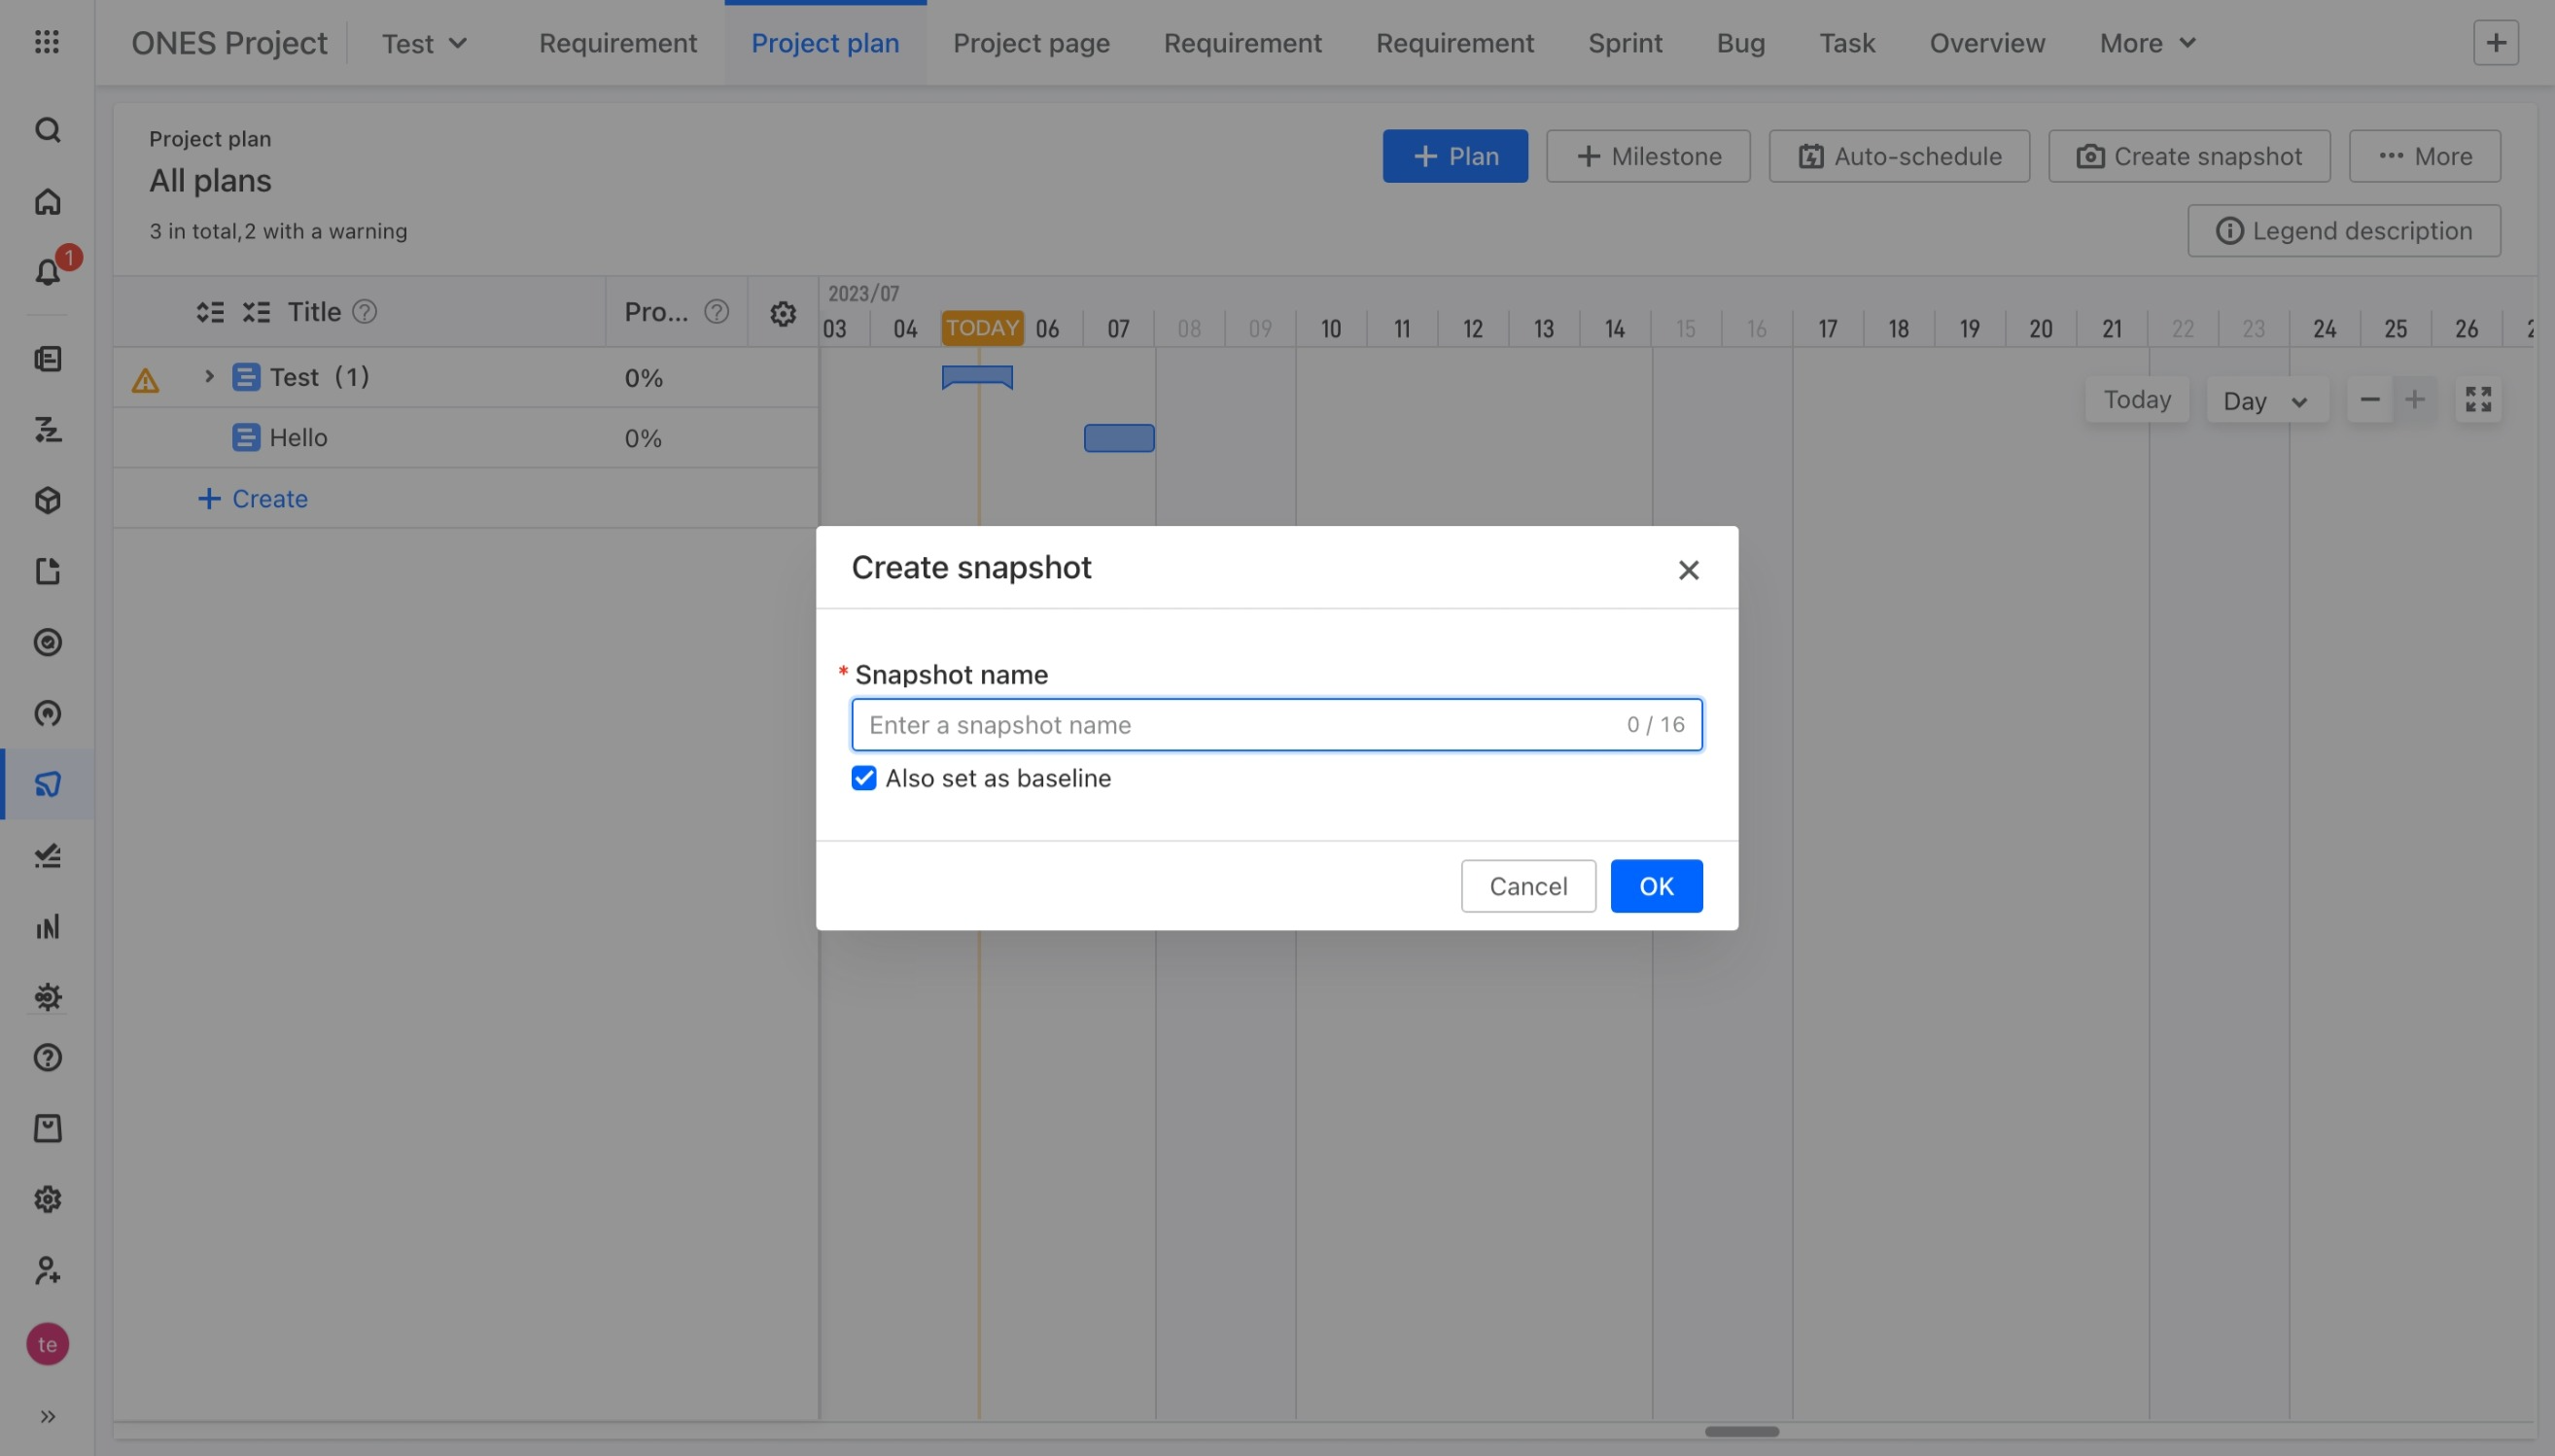 ONES Project
Test
Requirement
Project plan
Project page
Requirement
Requirement
Sprint
Bug
Task
Overview
More
Project plan
All plans
3 in total,2 with a warning
Plan
Milestone
Auto-schedule
Create snapshot
More
Legend description
1
Title
Pro...
2023/07
03 04 TODAY 06 07 08 09 10 11 12 13 14 15 16 17 18 19 20 21 22 23 24 25 26
Test (1)
0%
Today
Day
Hello
0%
Create
Create snapshot
* Snapshot name
Enter a snapshot name
0 / 16
Also set as baseline
Cancel
OK
te